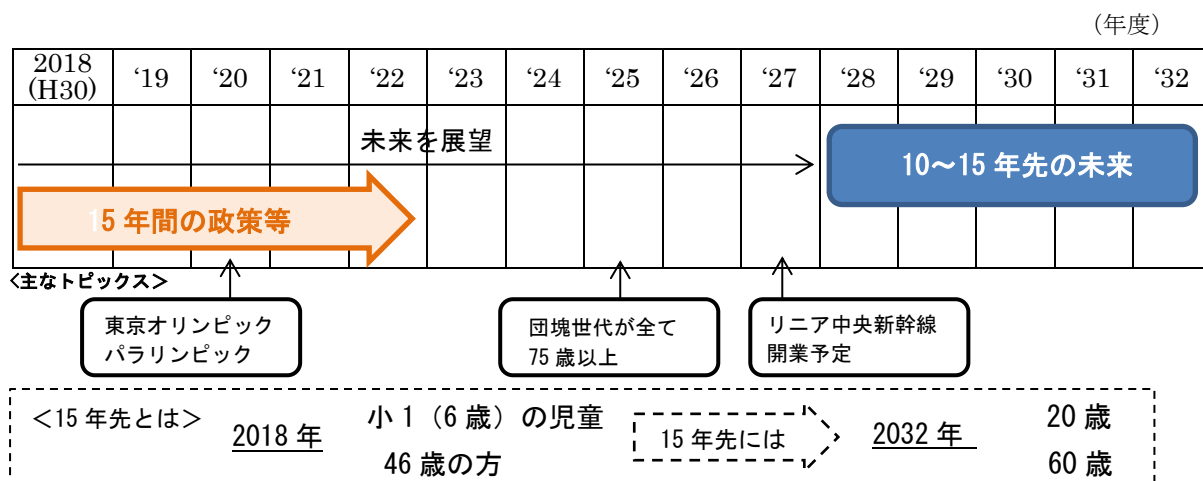 （年度）
2018 ‘19 ‘20 ‘21 ‘22 ‘23 ‘24 ‘25 ‘26 ‘27 ‘28 ‘29 ‘30 ‘31 ‘32
(H30)
未来を展望
10～15 年先の未来
15 年間の政策等
<主なトピックス>
東京オリンピック
パラリンピック
団塊世代が全て
75 歳以上
リニア中央新幹線
開業予定
＜15 年先とは＞
2018 年
小 1（6 歳）の児童
46 歳の方
15 年先には
2032 年
20 歳
60 歳